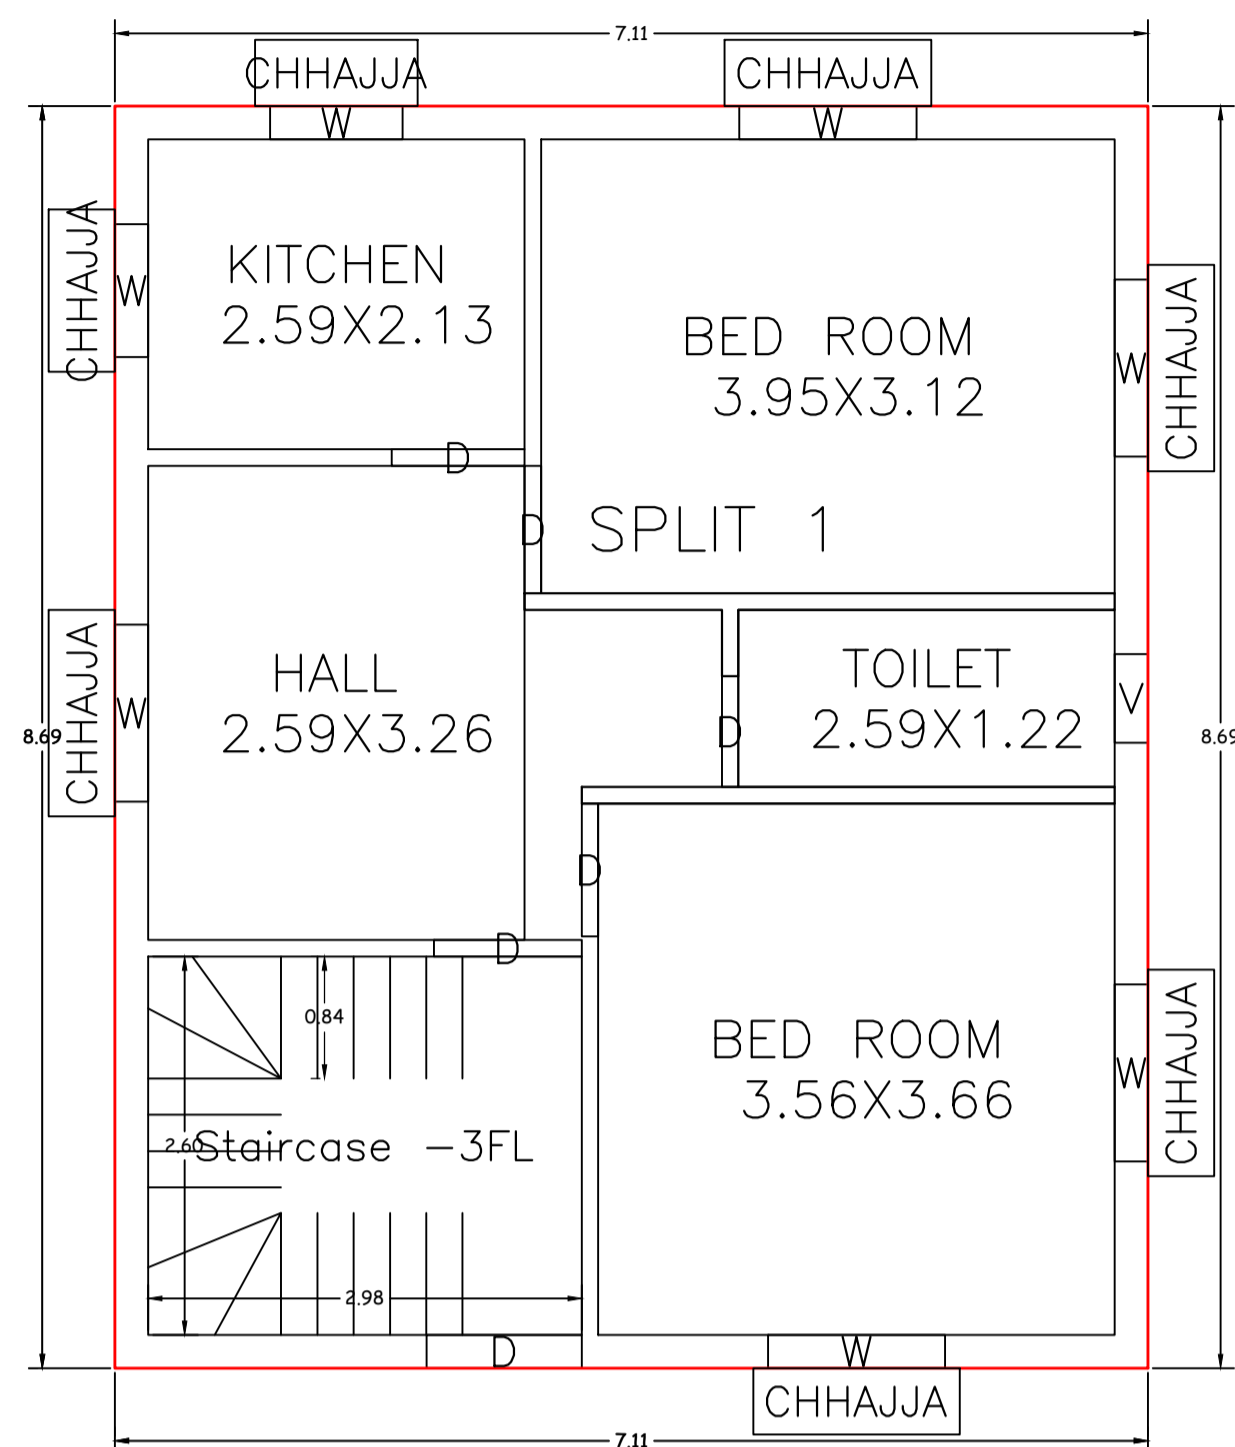 7.11
CHHAJJA
CHHAJJA
W
W
CHHAJJA
W
KITCHEN
2.59X2.13
BED ROOM
3.95X3.12
W
CHHAJJA
D
D
SPLIT 1
CHHAJJA
W
HALL
2.59X3.26
TOILET
2.59X1.22
V
D
8.69
8.69
D
D
0.84
BED ROOM
3.56X3.66
W
CHHAJJA
2.60
Staircase -3FL
2.98
D
W
CHHAJJA
7.11